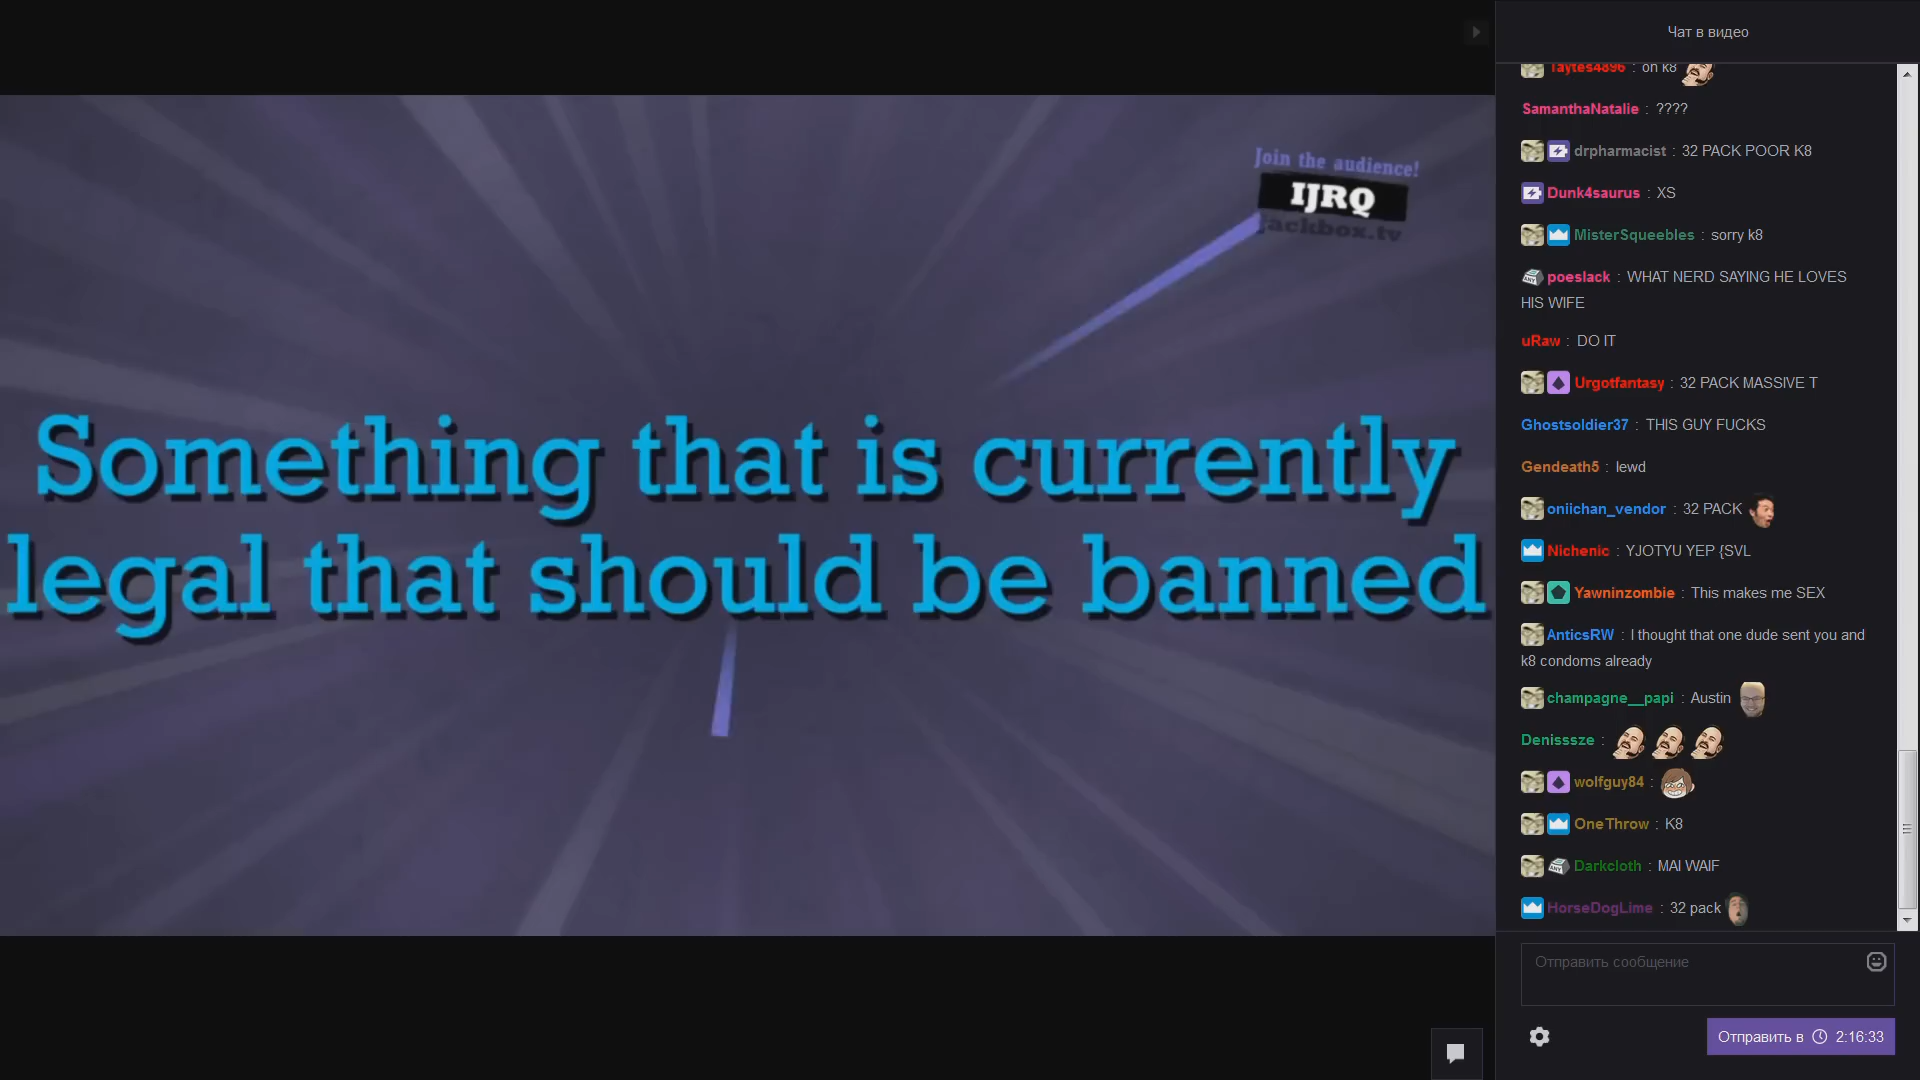 Чат в видео
Taytes4896 : oh k8
SamanthaNatalie : ????
Join the audience!
drpharmacist : 32 PACK POOR K8
IJRQ
Dunk4saurus : XS
jackbox.tv
MisterSqueebles : sorry k8
poeslack : WHAT NERD SAYING HE LOVES
HIS WIFE
uRaw : DO IT
Urgotfantasy : 32 PACK MASSIVE T
Ghostsoldier37 : THIS GUY FUCKS
Something that is currently
legal that should be banned
Gendeath5 : lewd
oniichan_vendor : 32 PACK
Nichenic : YJOTYU YEP {SVL
Yawninzombie : This makes me SEX
AnticsRW : I thought that one dude sent you and
k8 condoms already
champagne__papi : Austin
Denisssze :
wolfguy84 :
OneThrow : K8
Darkcloth : MAI WAIF
HorseDogLime : 32 pack
Отправить сообщение
Отправить в 2:16:33